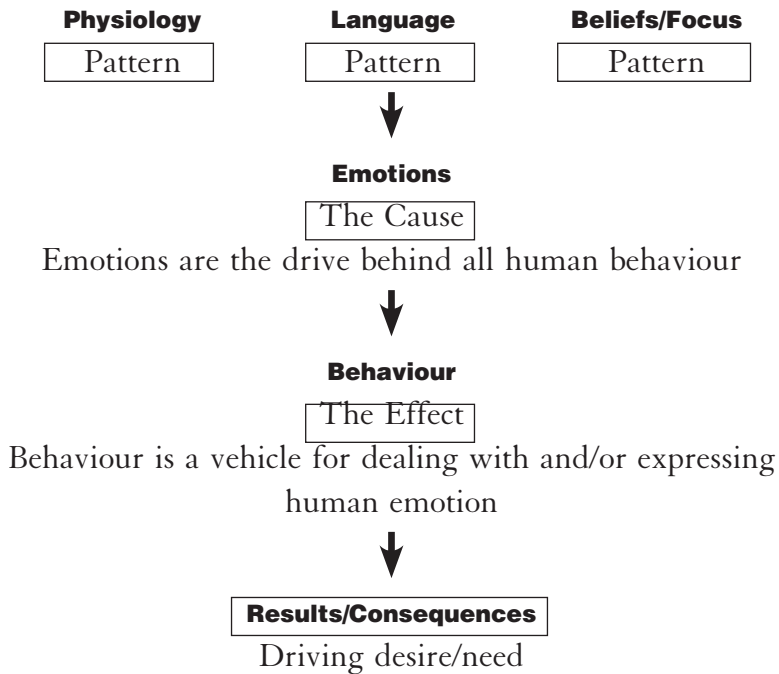 Physiology Language Beliefs/Focus
Pattern Pattern Pattern
Emotions
The Cause
Emotions are the drive behind all human behaviour
Behaviour
The Effect
Behaviour is a vehicle for dealing with and/or expressing
human emotion
Results/Consequences
Driving desire/need